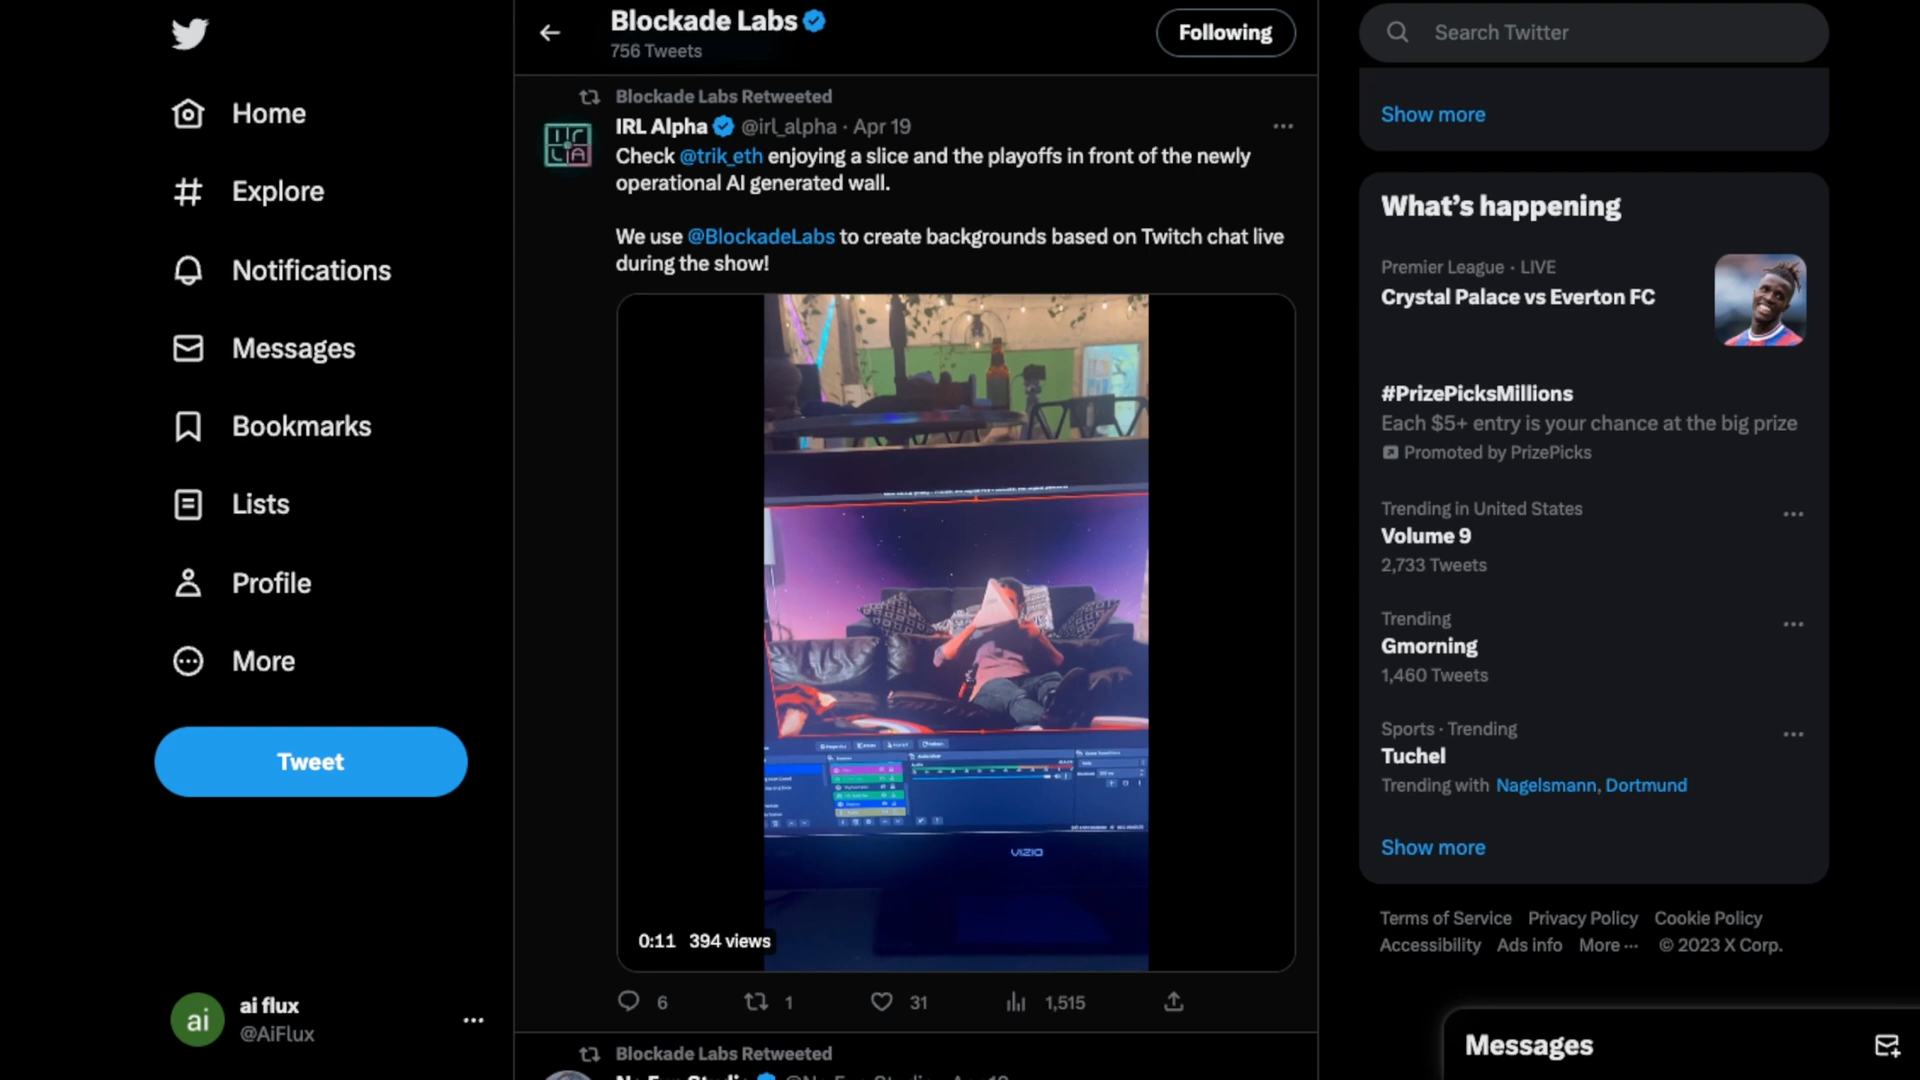 Home
Explore
Notifications
Messages
Bookmarks
Lists
Profile
More
Tweet
ai
ai flux
@AiFlux
Blockade Labs
756 Tweets
Following
Blockade Labs Retweeted
IRL Alpha @irl_alpha · Apr 19
Check @trik_eth enjoying a slice and the playoffs in front of the newly
operational AI generated wall.
We use @BlockadeLabs to create backgrounds based on Twitch chat live
during the show!
VIZIO
0:11 394 views
6 1 31 1,515
Blockade Labs Retweeted
Search Twitter
Show more
What's happening
Premier League · LIVE
Crystal Palace vs Everton FC
#PrizePicksMillions
Each $5+ entry is your chance at the big prize
Promoted by PrizePicks
Trending in United States
Volume 9
2,733 Tweets
Trending
Gmorning
1,460 Tweets
Sports · Trending
Tuchel
Trending with Nagelsmann, Dortmund
Show more
Terms of Service Privacy Policy Cookie Policy
Accessibility Ads info More ··· © 2023 X Corp.
Messages